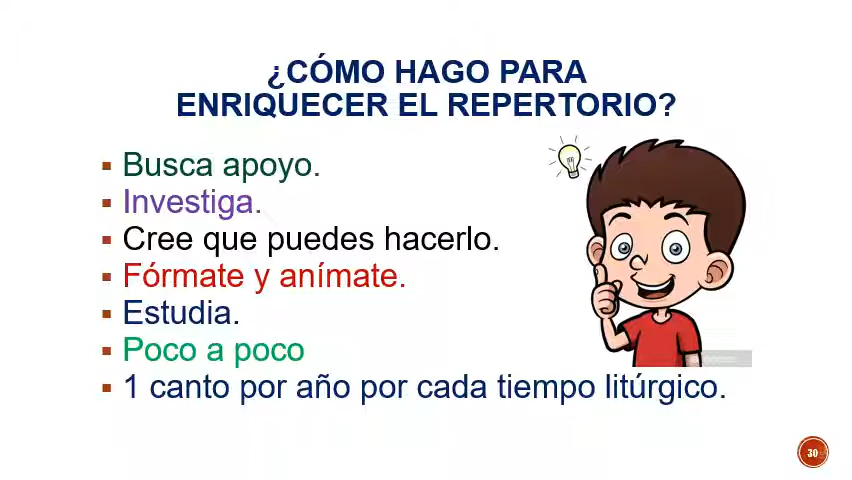 ¿CÓMO HAGO PARA
ENRIQUECER EL REPERTORIO?
Busca apoyo.
Investiga.
Cree que puedes hacerlo.
Fórmate y anímate.
Estudia.
Poco a poco
1 canto por año por cada tiempo litúrgico.
30